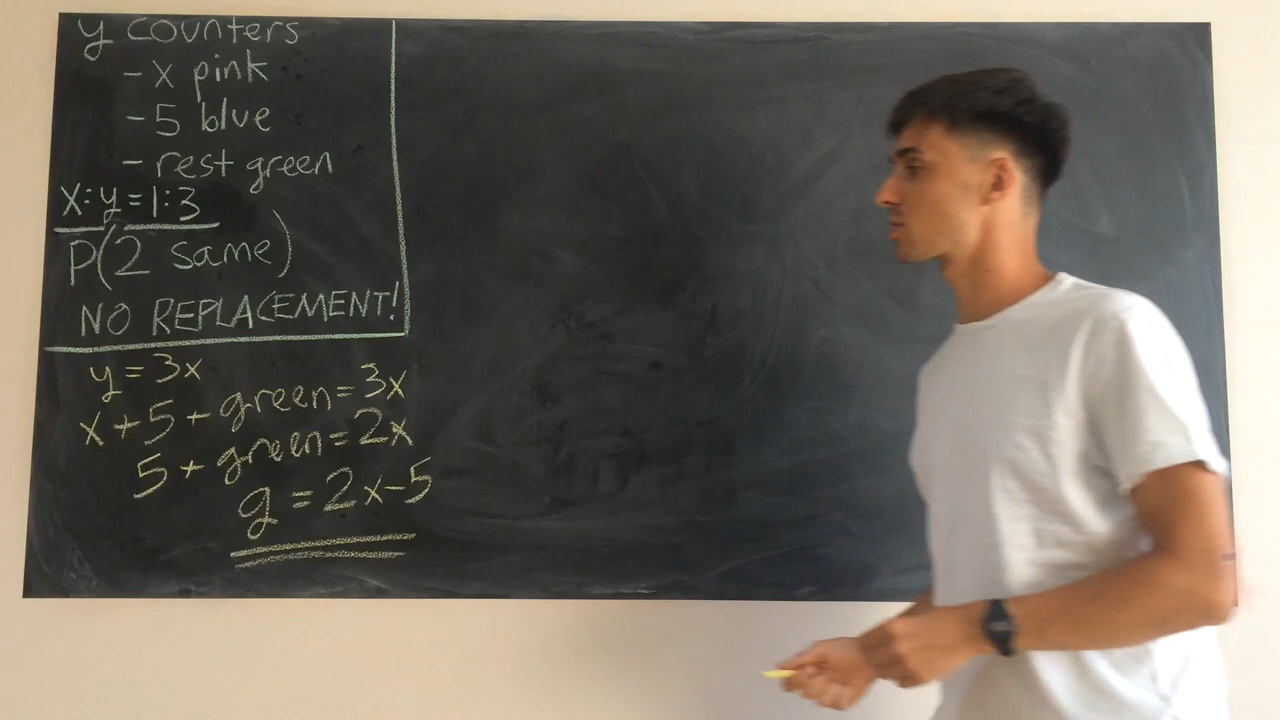 y counters
- x pink
- 5 blue
- rest green
x:y=1:3
P(2 same)
NO REPLACEMENT!
y=3x
x+5+green=3x
5+green=2x
g=2x-5